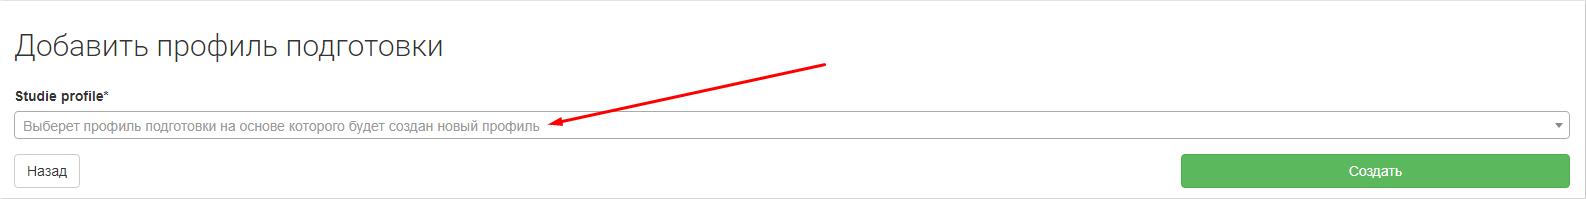 Добавить профиль подготовки
Studie profile*
Выберет профиль подготовки на основе которого будет создан новый профиль
Назад
Создать